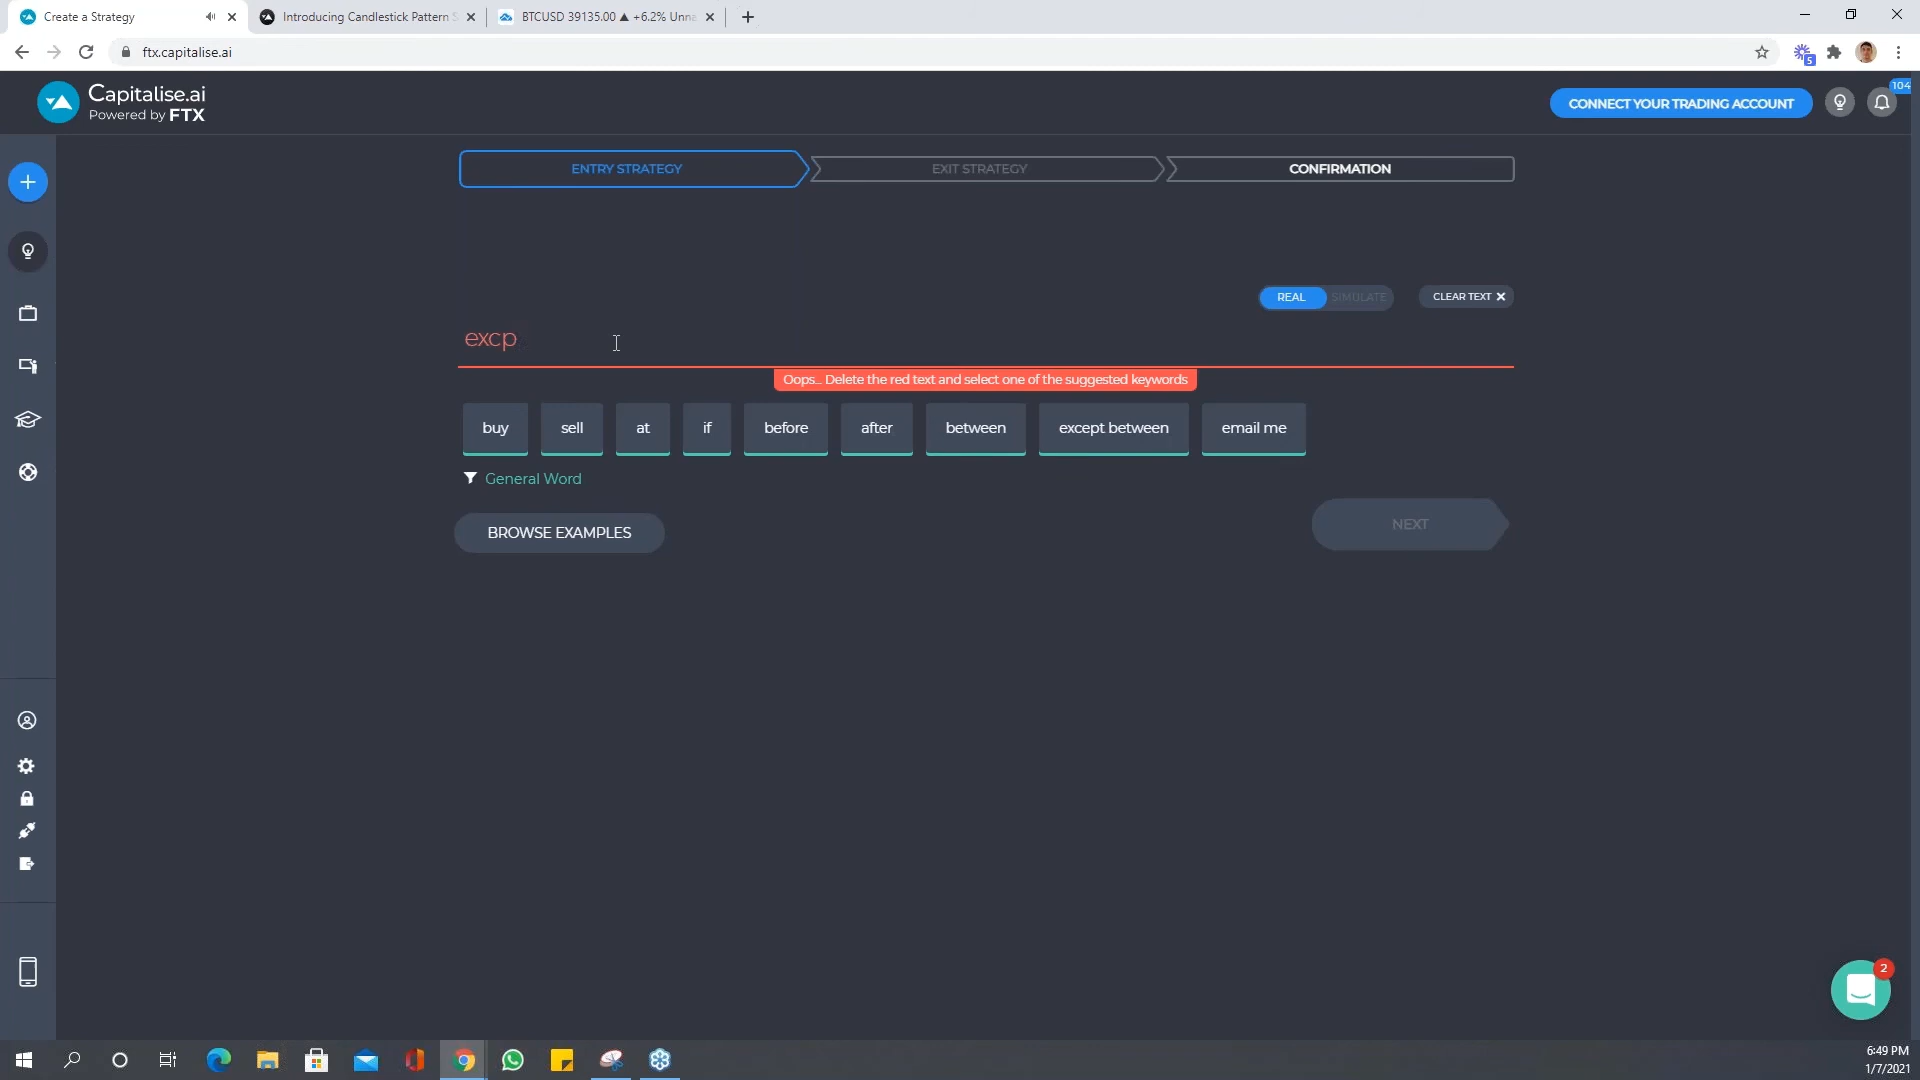 Create a Strategy
Introducing Candlestick Pattern S
BTCUSD 39135.00 ▲ +6.2% Unna
ftx.capitalise.ai
5
Capitalise.ai
Powered by FTX
CONNECT YOUR TRADING ACCOUNT
104
ENTRY STRATEGY
EXIT STRATEGY
CONFIRMATION
REAL
SIMULATE
CLEAR TEXT
excp
Oops... Delete the red text and select one of the suggested keywords
buy
sell
at
if
before
after
between
except between
email me
General Word
BROWSE EXAMPLES
NEXT
2
6:49 PM
1/7/2021